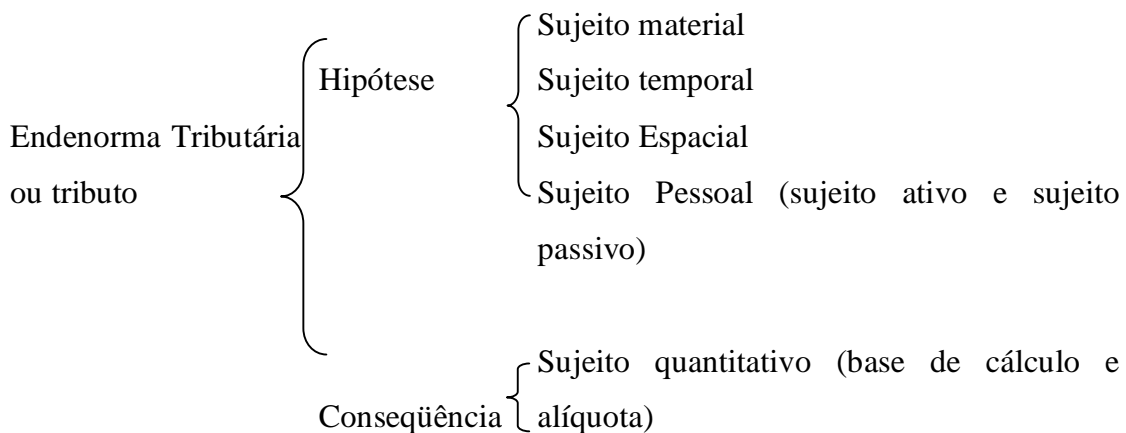 Sujeito material
Hipótese Sujeito temporal
Endenorma Tributária Sujeito Espacial
ou tributo Sujeito Pessoal (sujeito ativo e sujeito
passivo)
Sujeito quantitativo (base de cálculo e
Conseqüência alíquota)